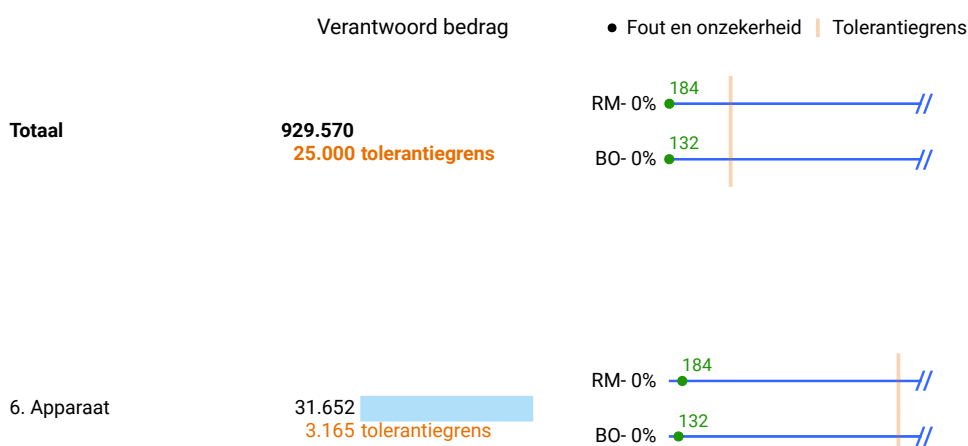 Verantwoord bedrag
Fout en onzekerheid
Tolerantiegrens
184
RM- 0%
Totaal
929.570
25.000 tolerantiegrens
132
BO- 0%
184
RM- 0%
6. Apparaat
31.652
3.165 tolerantiegrens
132
BO- 0%